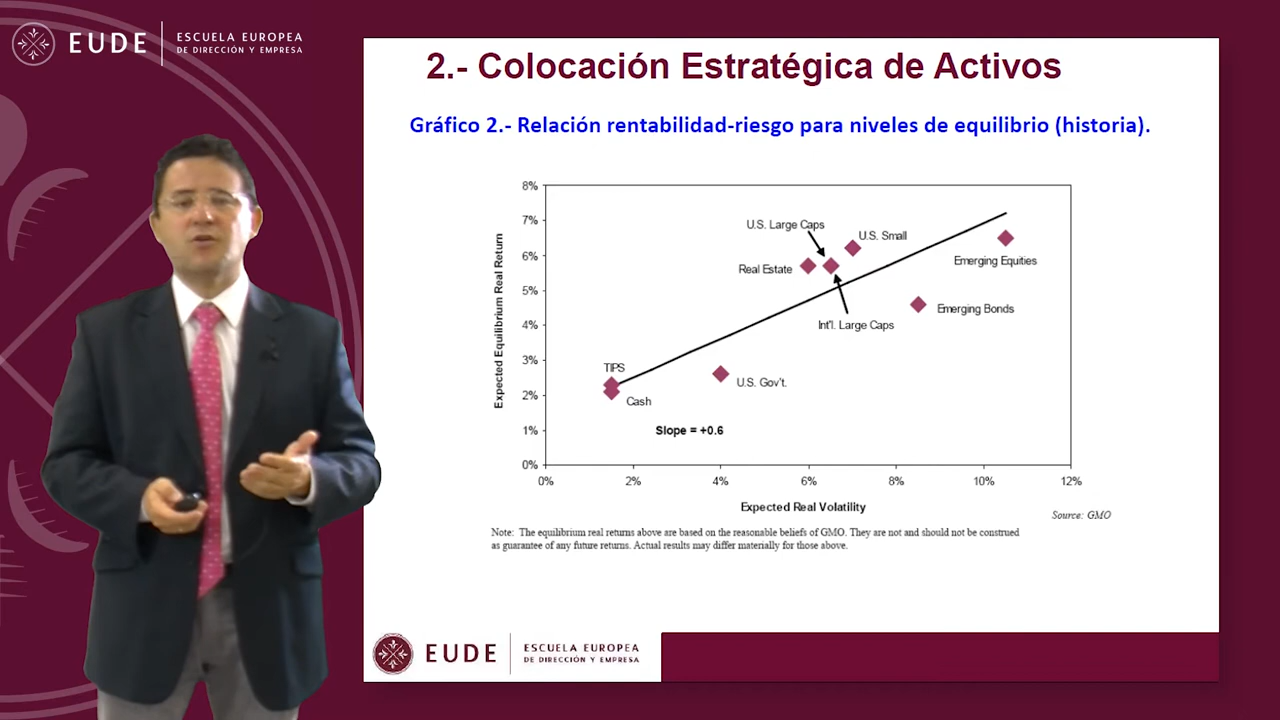 EUDE
ESCUELA EUROPEA
DE DIRECCIÓN Y EMPRESA
2.- Colocación Estratégica de Activos
Gráfico 2.- Relación rentabilidad-riesgo para niveles de equilibrio (historia).
Expected Equilibrium Real Return
8%
7%
6%
5%
4%
3%
2%
1%
0%
U.S. Large Caps
U.S. Small
Real Estate
Emerging Equities
Emerging Bonds
Int'l. Large Caps
TIPS
U.S. Gov't.
Cash
Slope = +0.6
0%
2%
4%
6%
8%
10%
12%
Expected Real Volatility
Source: GMO
Note: The equilibrium real returns above are based on the reasonable beliefs of GMO. They are not and should not be construed
as guarantee of any future returns. Actual results may differ materially for those above.
EUDE
ESCUELA EUROPEA
DE DIRECCIÓN Y EMPRESA